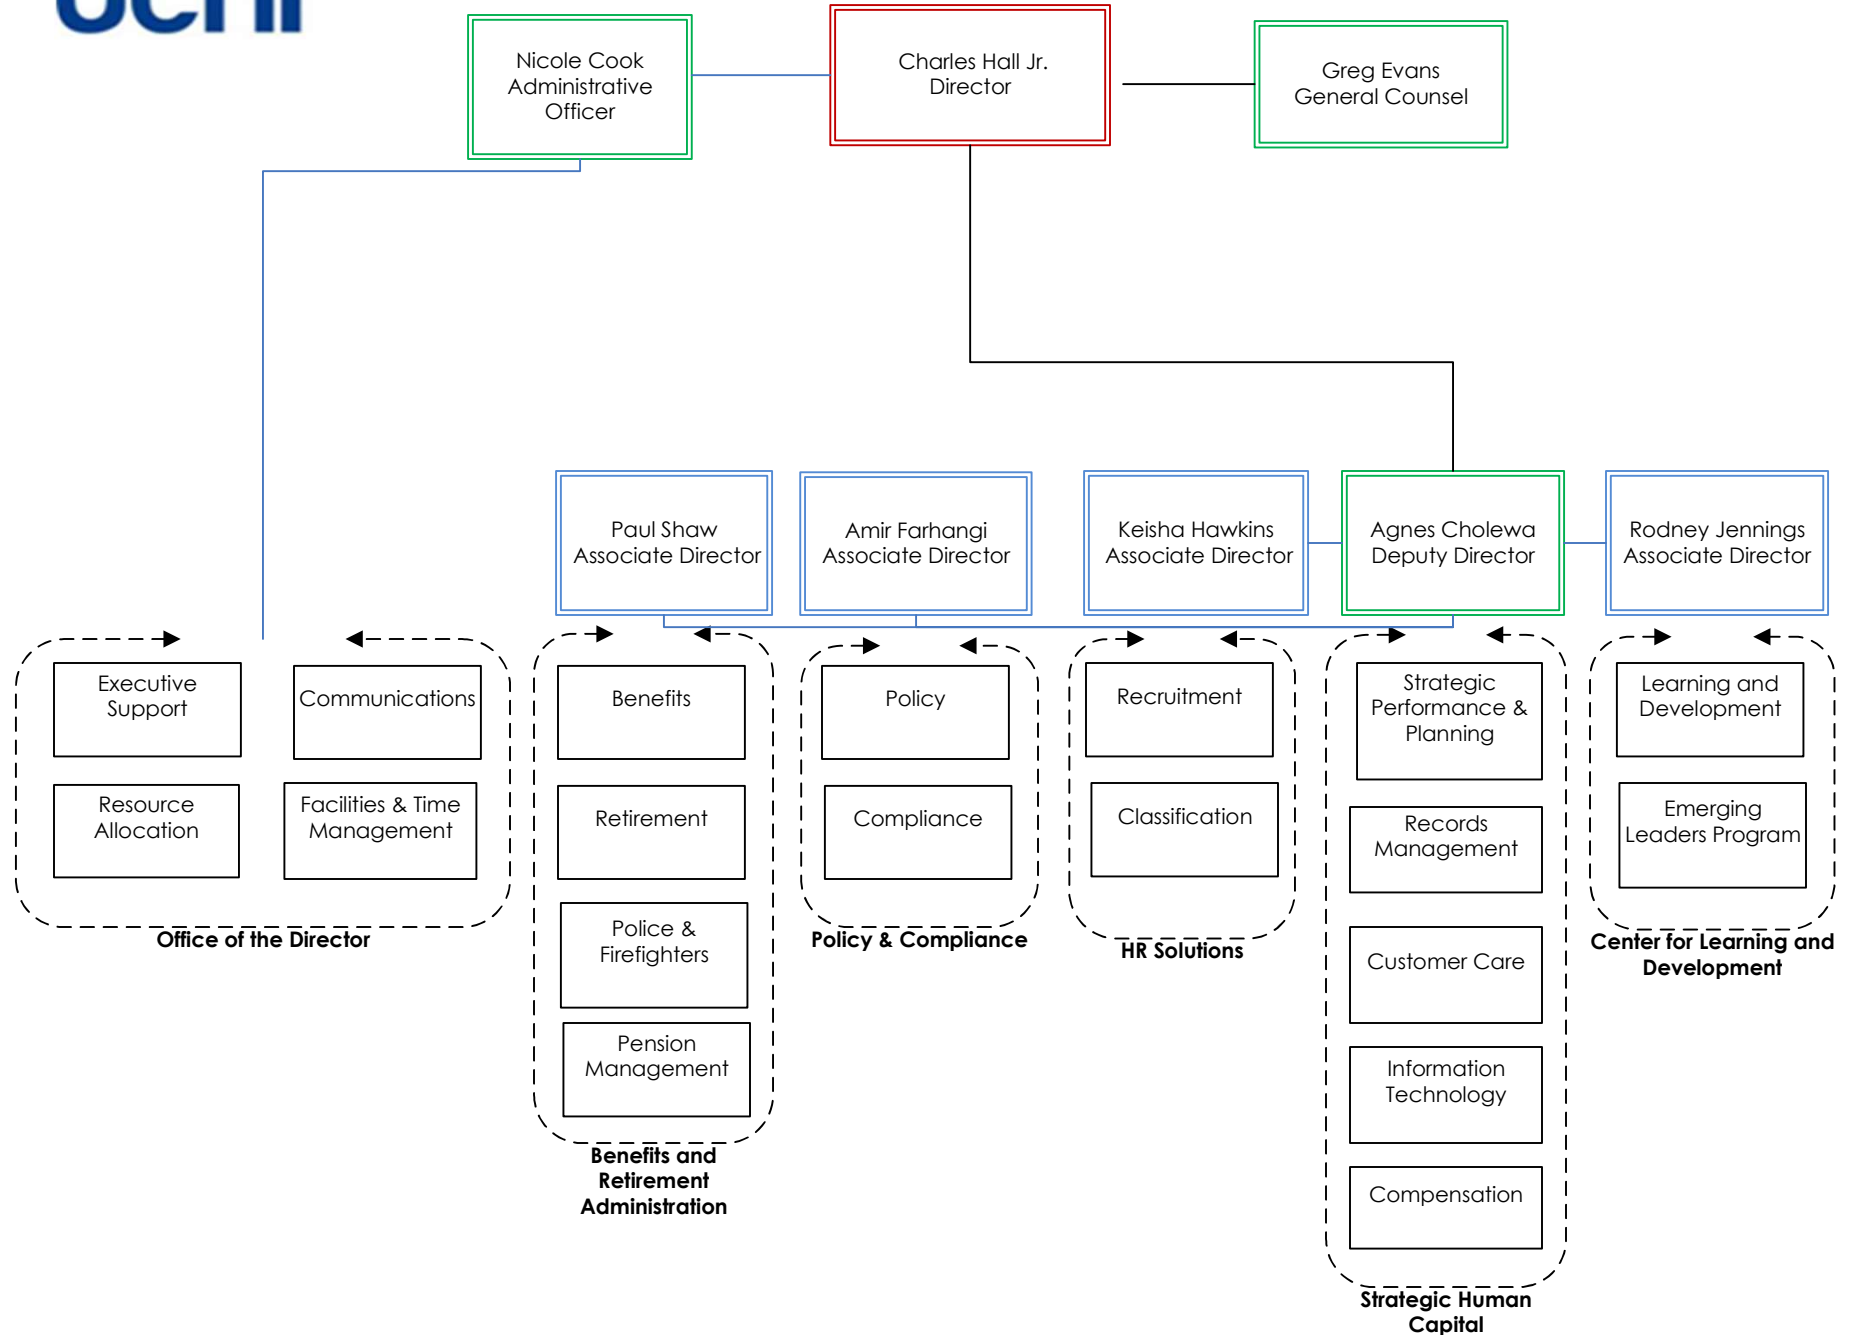 Nicole Cook
Administrative
Officer
Charles Hall Jr.
Director
Greg Evans
General Counsel
Paul Shaw
Associate Director
Amir Farhangi
Associate Director
Keisha Hawkins
Associate Director
Agnes Cholewa
Deputy Director
Rodney Jennings
Associate Director
Executive
Support
Communications
Resource
Allocation
Facilities & Time
Management
Office of the Director
Benefits
Retirement
Police &
Firefighters
Pension
Management
Benefits and
Retirement
Administration
Policy
Compliance
Policy & Compliance
Recruitment
Classification
HR Solutions
Strategic
Performance &
Planning
Records
Management
Customer Care
Information
Technology
Compensation
Strategic Human
Capital
Learning and
Development
Emerging
Leaders Program
Center for Learning and
Development